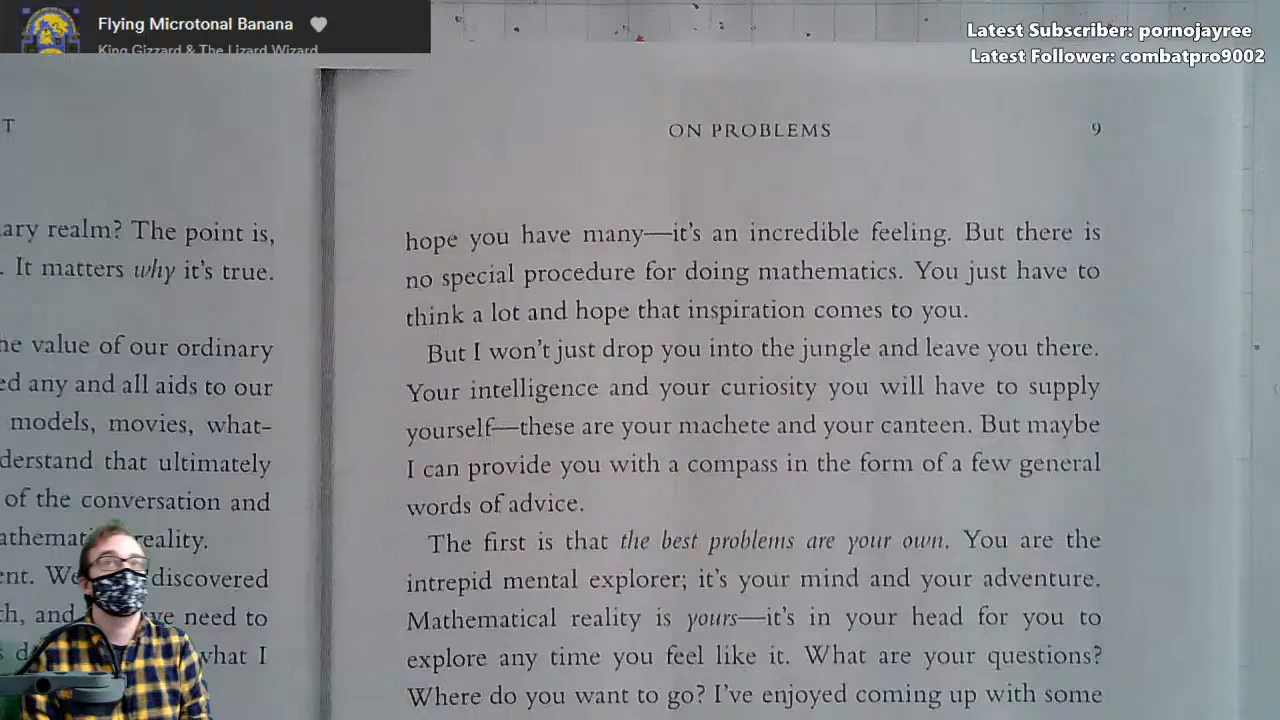 Flying Microtonal Banana
King Gizzard & The Lizard Wizard
Latest Subscriber: pornojayree
Latest Follower: combatpro9002
T
ary realm? The point is,
. It matters why it's true.
he value of our ordinary
ed any and all aids to our
models, movies, what-
derstand that ultimately
of the conversation and
athemat reality.
ent. We discovered
th, and we need to
what I
ON PROBLEMS 9
hope you have many—it's an incredible feeling. But there is
no special procedure for doing mathematics. You just have to
think a lot and hope that inspiration comes to you.
But I won't just drop you into the jungle and leave you there.
Your intelligence and your curiosity you will have to supply
yourself—these are your machete and your canteen. But maybe
I can provide you with a compass in the form of a few general
words of advice.
The first is that the best problems are your own. You are the
intrepid mental explorer; it's your mind and your adventure.
Mathematical reality is yours—it's in your head for you to
explore any time you feel like it. What are your questions?
Where do you want to go? I've enjoyed coming up with some